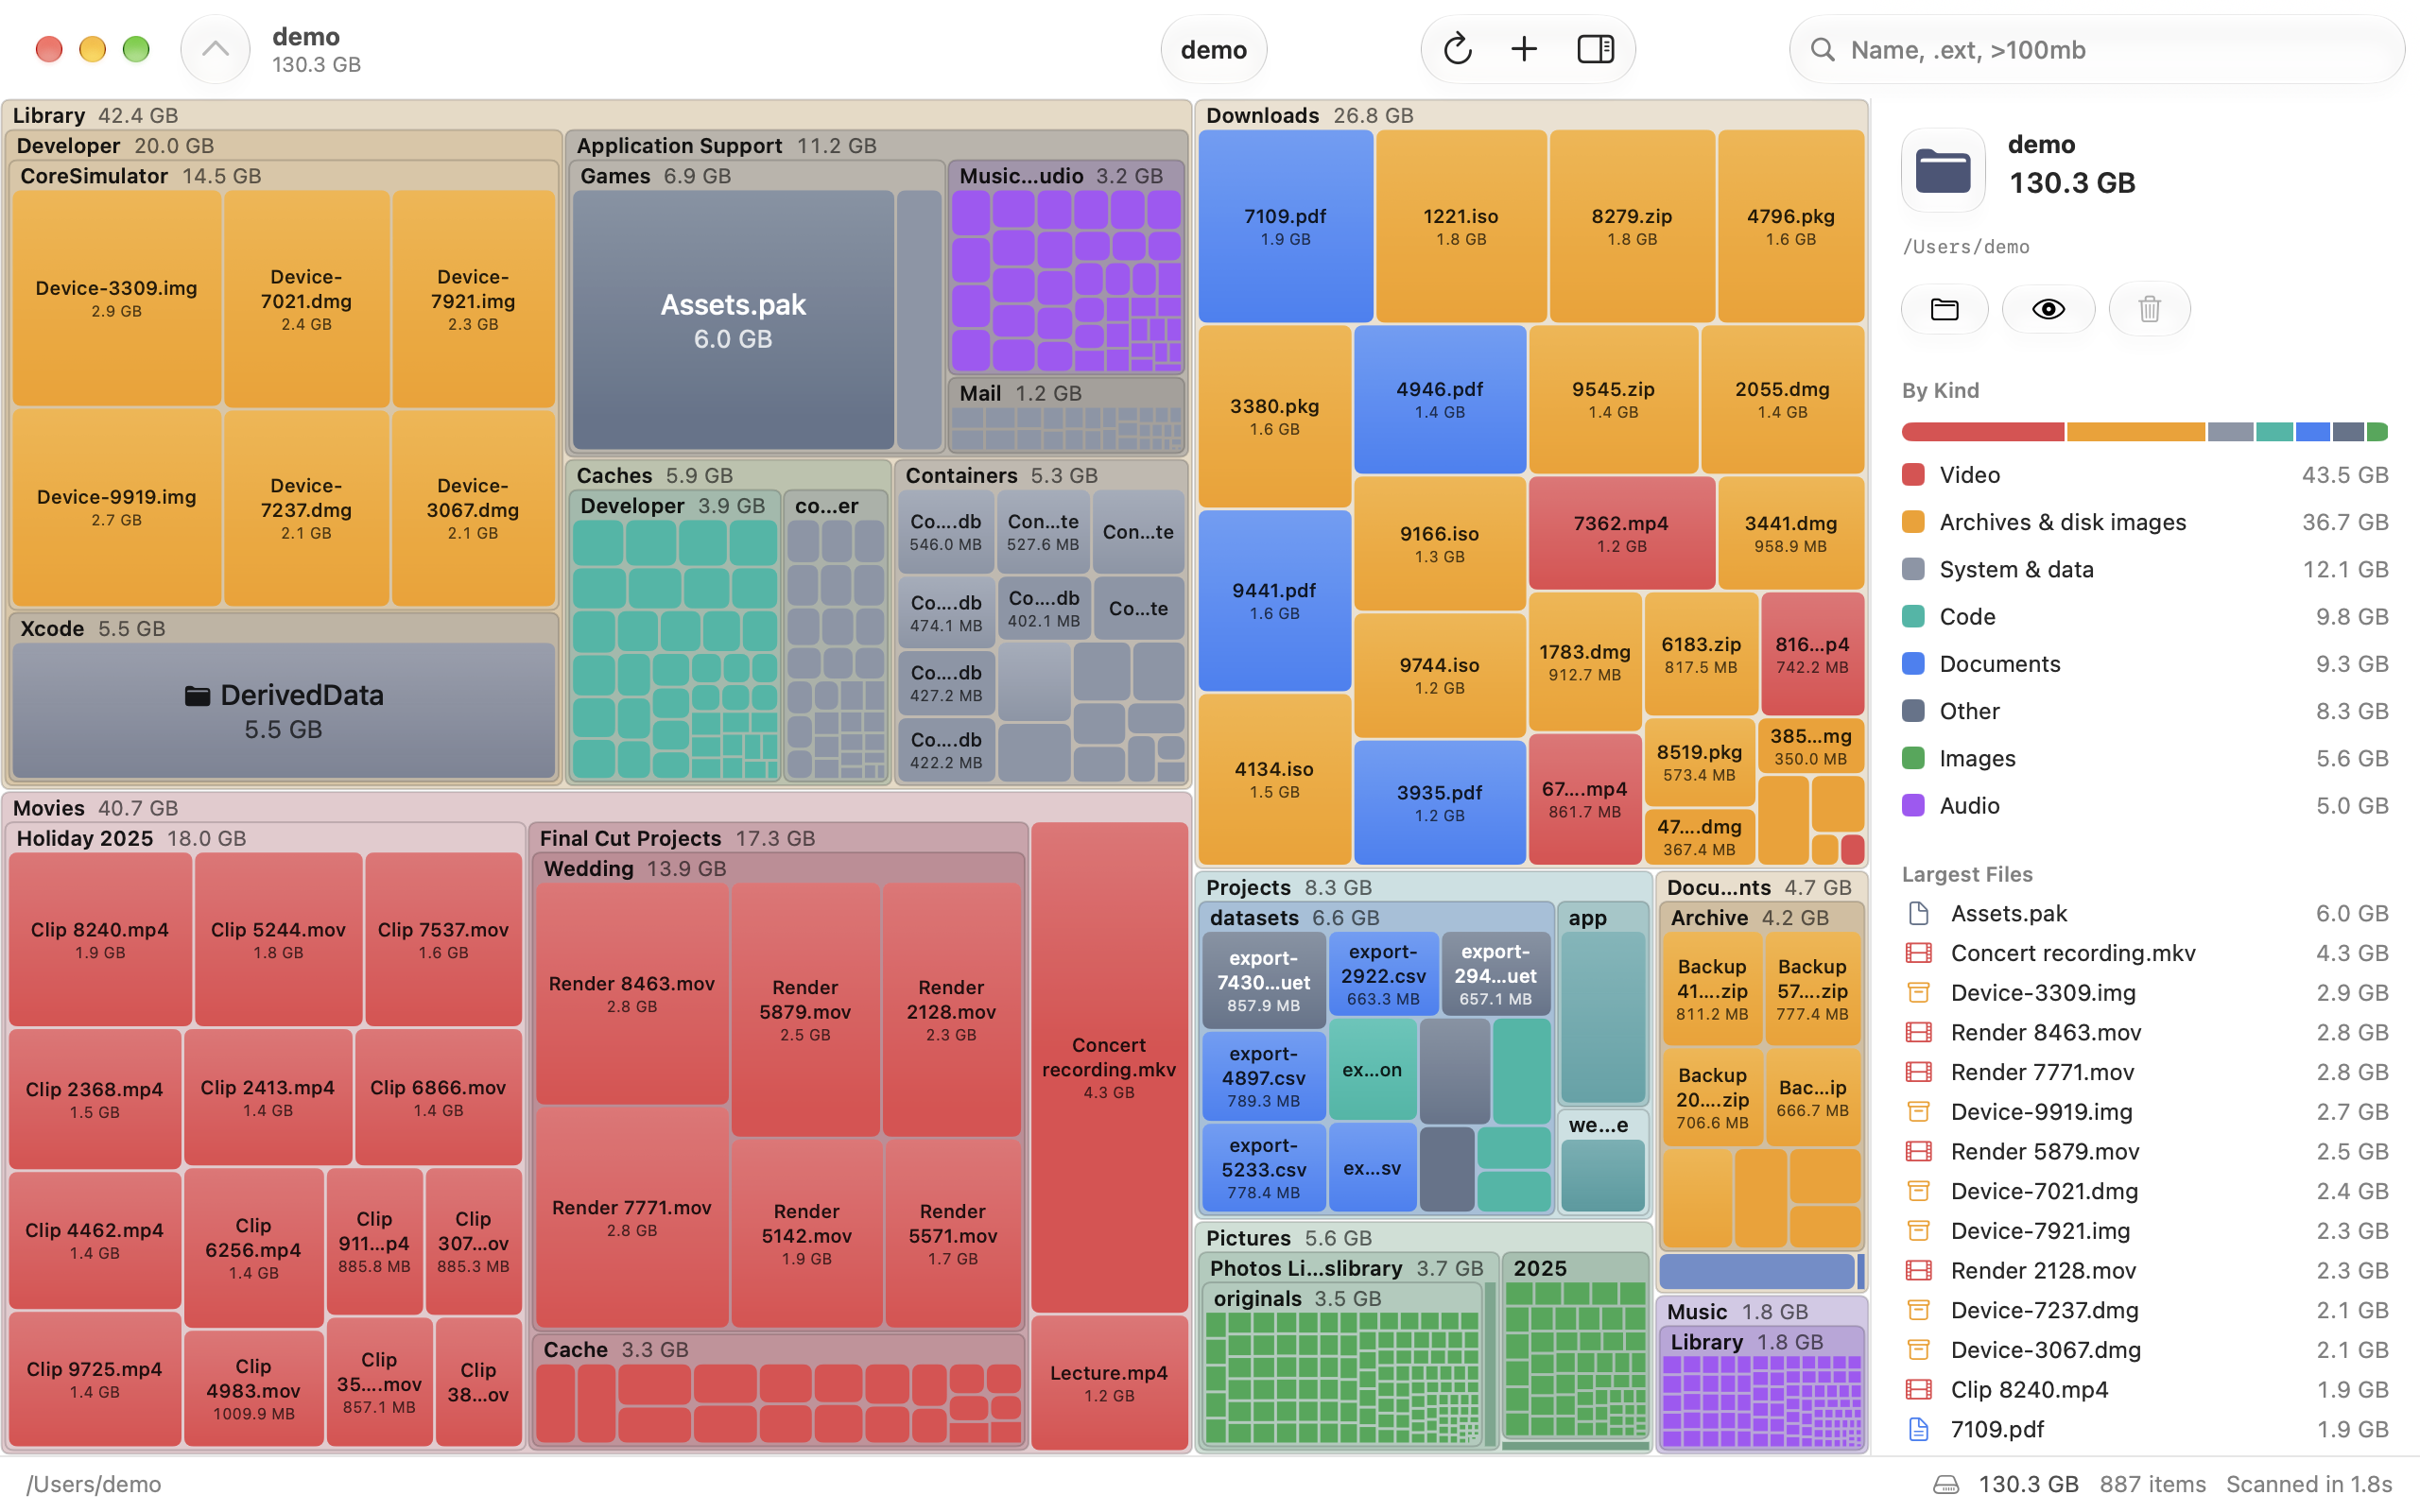 demo
130.3 GB
demo
Name, .ext, >100mb
Library 42.4 GB
Developer 20.0 GB
CoreSimulator 14.5 GB
Device-3309.img
2.9 GB
Device-
7021.dmg
2.4 GB
Device-
7921.img
2.3 GB
Device-9919.img
2.7 GB
Device-
7237.dmg
2.1 GB
Device-
3067.dmg
2.1 GB
Xcode 5.5 GB
DerivedData
5.5 GB
Application Support 11.2 GB
Games 6.9 GB
Assets.pak
6.0 GB
Music...udio 3.2 GB
Mail 1.2 GB
Caches 5.9 GB
Developer 3.9 GB
co...er
Containers 5.3 GB
Co....db
546.0 MB
Con...te
527.6 MB
Con...te
Co....db
474.1 MB
Co....db
402.1 MB
Co...te
Co....db
427.2 MB
Co....db
422.2 MB
Movies 40.7 GB
Holiday 2025 18.0 GB
Clip 8240.mp4
1.9 GB
Clip 5244.mov
1.8 GB
Clip 7537.mov
1.6 GB
Clip 2368.mp4
1.5 GB
Clip 2413.mp4
1.4 GB
Clip 6866.mov
1.4 GB
Clip 4462.mp4
1.4 GB
Clip
6256.mp4
1.4 GB
Clip
911...p4
885.8 MB
Clip
307...ov
885.3 MB
Clip 9725.mp4
1.4 GB
Clip
4983.mov
1009.9 MB
Clip
35....mov
857.1 MB
Clip
38...ov
Final Cut Projects 17.3 GB
Wedding 13.9 GB
Render 8463.mov
2.8 GB
Render
5879.mov
2.5 GB
Render
2128.mov
2.3 GB
Render 7771.mov
2.8 GB
Render
5142.mov
1.9 GB
Render
5571.mov
1.7 GB
Cache 3.3 GB
Concert
recording.mkv
4.3 GB
Lecture.mp4
1.2 GB
Downloads 26.8 GB
7109.pdf
1.9 GB
1221.iso
1.8 GB
8279.zip
1.8 GB
4796.pkg
1.6 GB
3380.pkg
1.6 GB
4946.pdf
1.4 GB
9545.zip
1.4 GB
2055.dmg
1.4 GB
9441.pdf
1.6 GB
9166.iso
1.3 GB
7362.mp4
1.2 GB
3441.dmg
958.9 MB
9744.iso
1.2 GB
1783.dmg
912.7 MB
6183.zip
817.5 MB
816...p4
742.2 MB
4134.iso
1.5 GB
3935.pdf
1.2 GB
67....mp4
861.7 MB
8519.pkg
573.4 MB
385...mg
350.0 MB
47....dmg
367.4 MB
Projects 8.3 GB
datasets 6.6 GB
export-
7430...uet
857.9 MB
export-
2922.csv
663.3 MB
export-
294...uet
657.1 MB
export-
4897.csv
789.3 MB
ex...on
export-
5233.csv
778.4 MB
ex...sv
app
we...e
Docu...nts 4.7 GB
Archive 4.2 GB
Backup
41....zip
811.2 MB
Backup
57....zip
777.4 MB
Backup
20....zip
706.6 MB
Bac...ip
666.7 MB
Pictures 5.6 GB
Photos Li...slibrary 3.7 GB
originals 3.5 GB
2025
Music 1.8 GB
Library 1.8 GB
demo
130.3 GB
/Users/demo
By Kind
Video 43.5 GB
Archives & disk images 36.7 GB
System & data 12.1 GB
Code 9.8 GB
Documents 9.3 GB
Other 8.3 GB
Images 5.6 GB
Audio 5.0 GB
Largest Files
Assets.pak 6.0 GB
Concert recording.mkv 4.3 GB
Device-3309.img 2.9 GB
Render 8463.mov 2.8 GB
Render 7771.mov 2.8 GB
Device-9919.img 2.7 GB
Render 5879.mov 2.5 GB
Device-7021.dmg 2.4 GB
Device-7921.img 2.3 GB
Render 2128.mov 2.3 GB
Device-7237.dmg 2.1 GB
Device-3067.dmg 2.1 GB
Clip 8240.mp4 1.9 GB
7109.pdf 1.9 GB
/Users/demo
130.3 GB 887 items Scanned in 1.8s